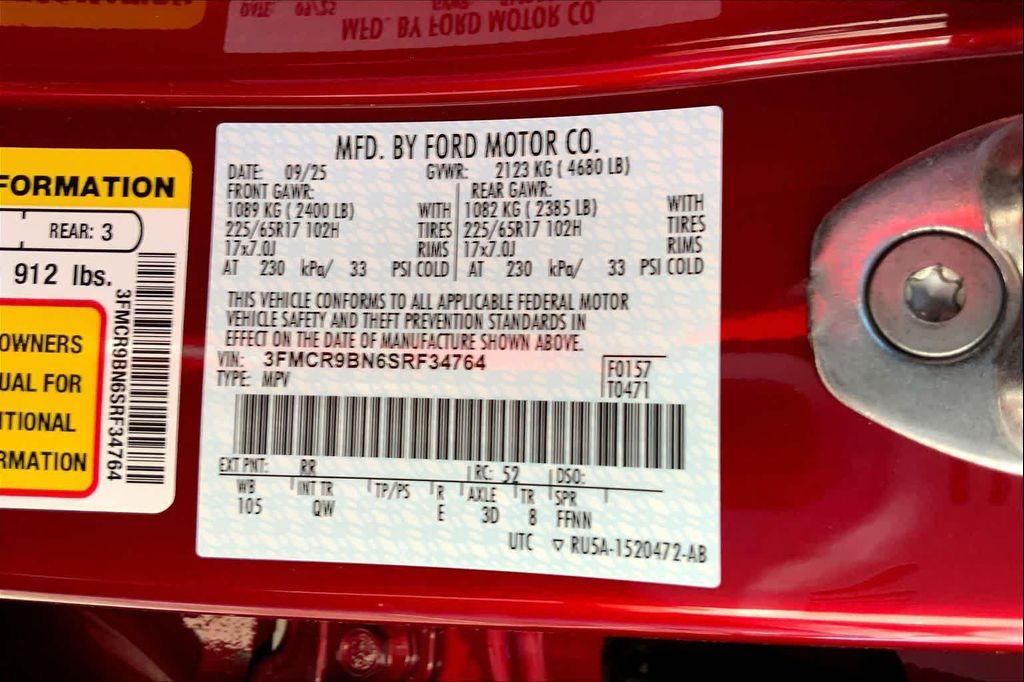 MFD. BY FORD MOTOR CO.
DATE: 09/25 GVWR: 2123 KG ( 4680 LB)
FRONT GAWR: REAR GAWR:
1089 KG ( 2400 LB) WITH 1082 KG ( 2385 LB) WITH
225/65R17 102H TIRES 225/65R17 102H TIRES
17x7.0J RIMS 17x7.0J RIMS
AT 230 kPa/ 33 PSI COLD AT 230 kPa/ 33 PSI COLD
THIS VEHICLE CONFORMS TO ALL APPLICABLE FEDERAL MOTOR
VEHICLE SAFETY AND THEFT PREVENTION STANDARDS IN
EFFECT ON THE DATE OF MANUFACTURE SHOWN ABOVE.
VIN: 3FMCR9BN6SRF34764
TYPE: MPV
F0157
T0471
EXT PNT: RR RC: 52 DSO:
WB INT TR TP/PS R AXLE TR SPR
105 QW E 3D 8 FFNN
UTC ▽ RU5A-1520472-AB
FORMATION
REAR: 3
912 lbs.
OWNERS
UAL FOR
ITIONAL
RMATION
3FMCR9BN6SRF34764
MFD. BY FORD MOTOR CO.
DATE: 09/25